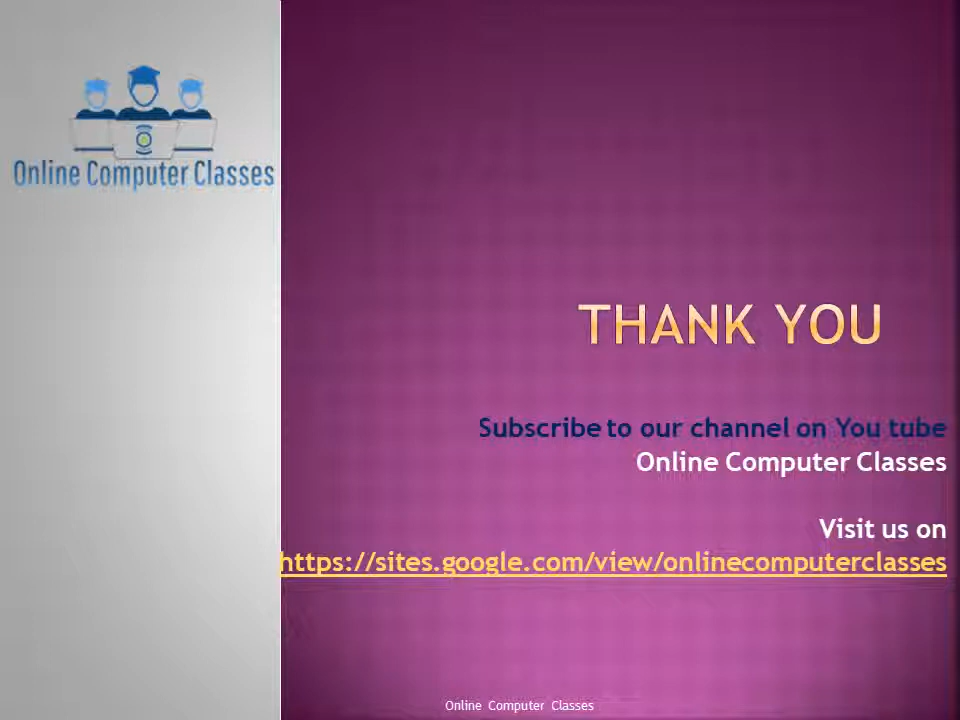 Online Computer Classes
THANK YOU
Subscribe to our channel on You tube
Online Computer Classes
Visit us on
https://sites.google.com/view/onlinecomputerclasses
Online Computer Classes